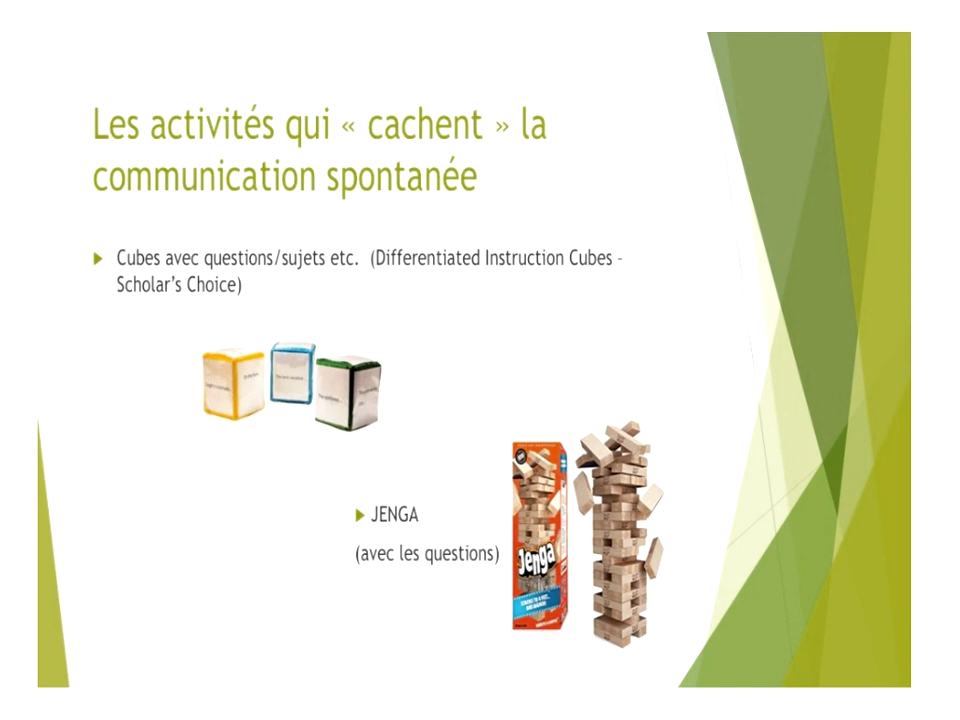 Les activités qui « cachent » la
communication spontanée
Cubes avec questions/sujets etc.  (Differentiated Instruction Cubes –
Scholar's Choice)
JENGA
(avec les questions)
Jenga